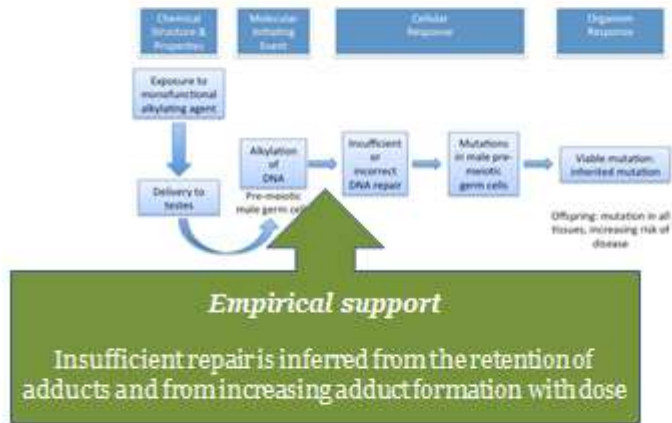 Chemical
Structure &
Properties
Molecular
Initiating
Event
Cellular
Response
Organism
Response
Exposure to
monofunctional
alkylating agent
Delivery to
testes
Alkylation
of
DNA
Pre-meiotic
male germ cell
Insufficient
or
incorrect
DNA repair
Mutations
in male pre-
meiotic
germ cells
Viable mutation:
inherited mutation
Offspring: mutation in all
tissues, increasing risk of
disease
Empirical support
Insufficient repair is inferred from the retention of
adducts and from increasing adduct formation with dose